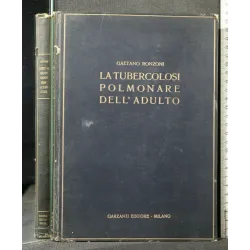 GAETANO RONZONI
LA TUBERCOLOSI
POLMONARE
DELL'ADULTO
GARZANTI EDITORE - MILANO